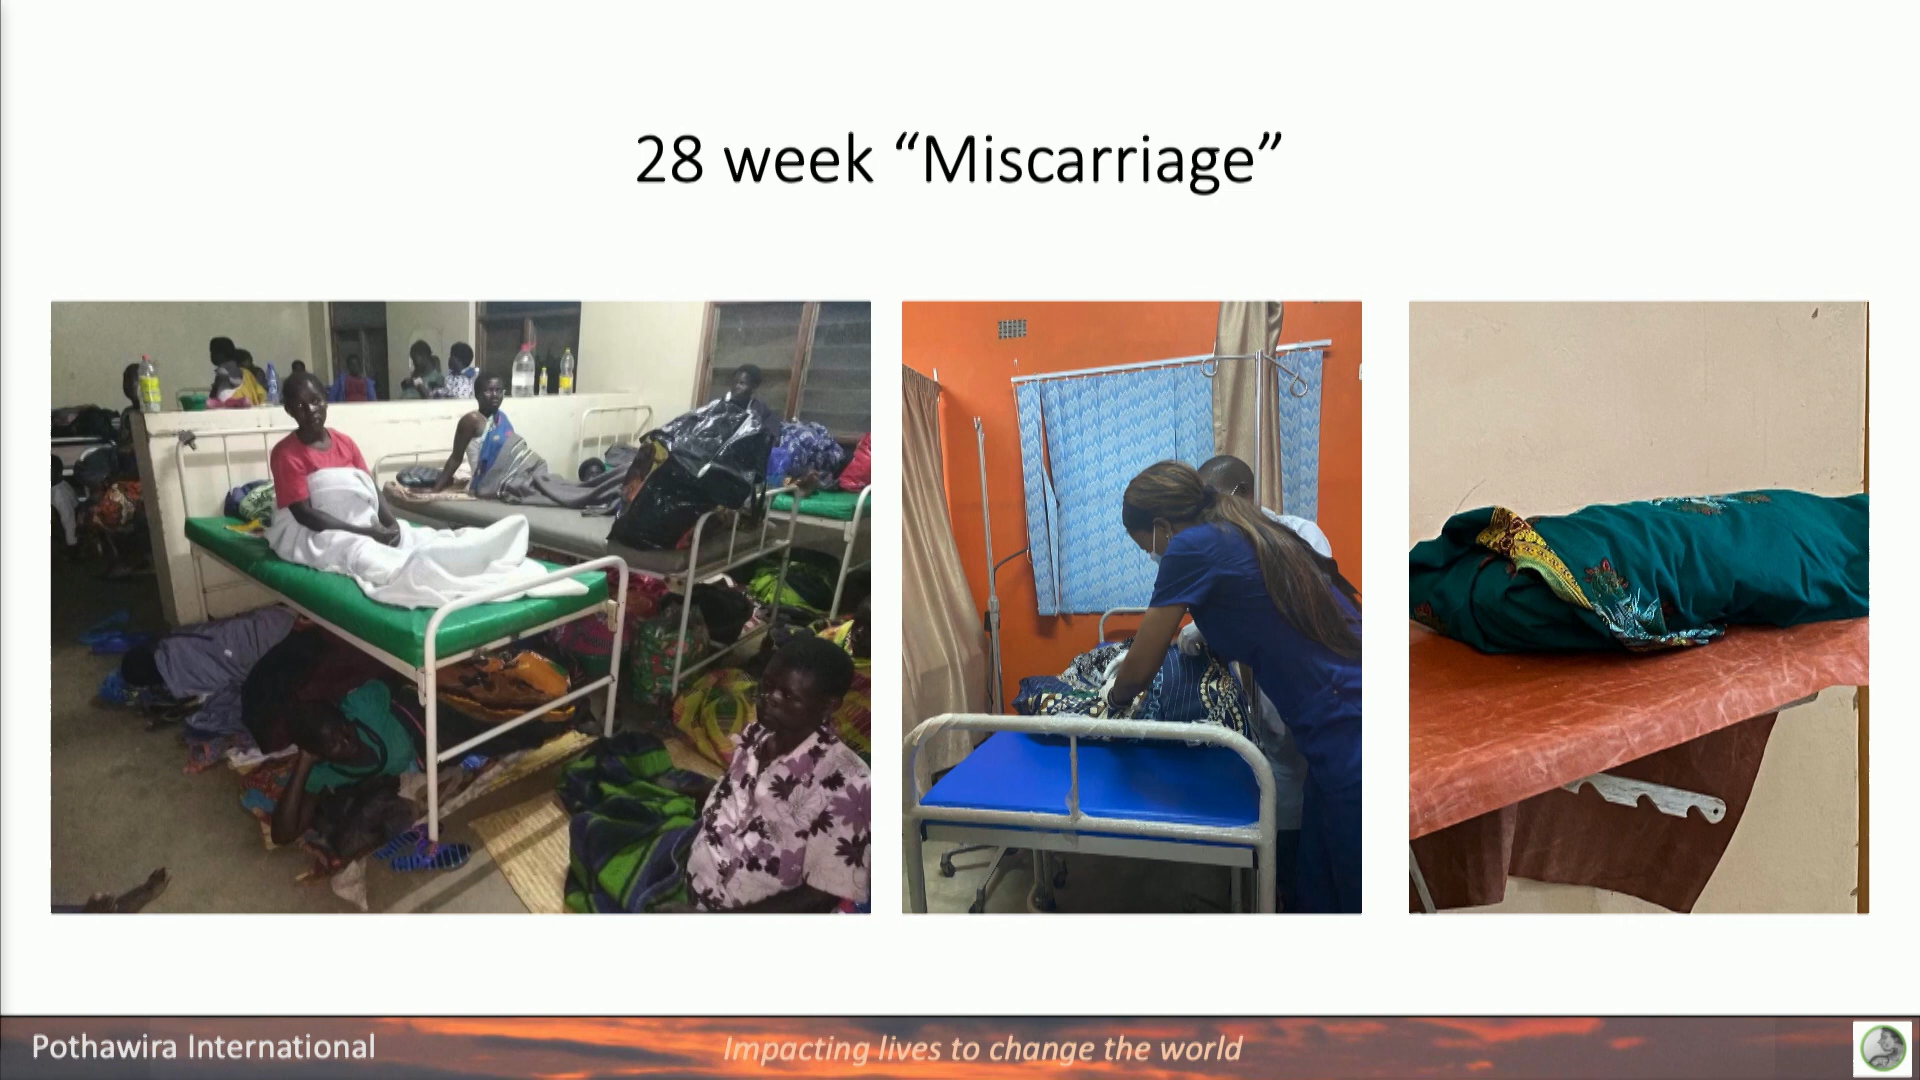 28 week “Miscarriage”
Pothawira International
Impacting lives to change the world